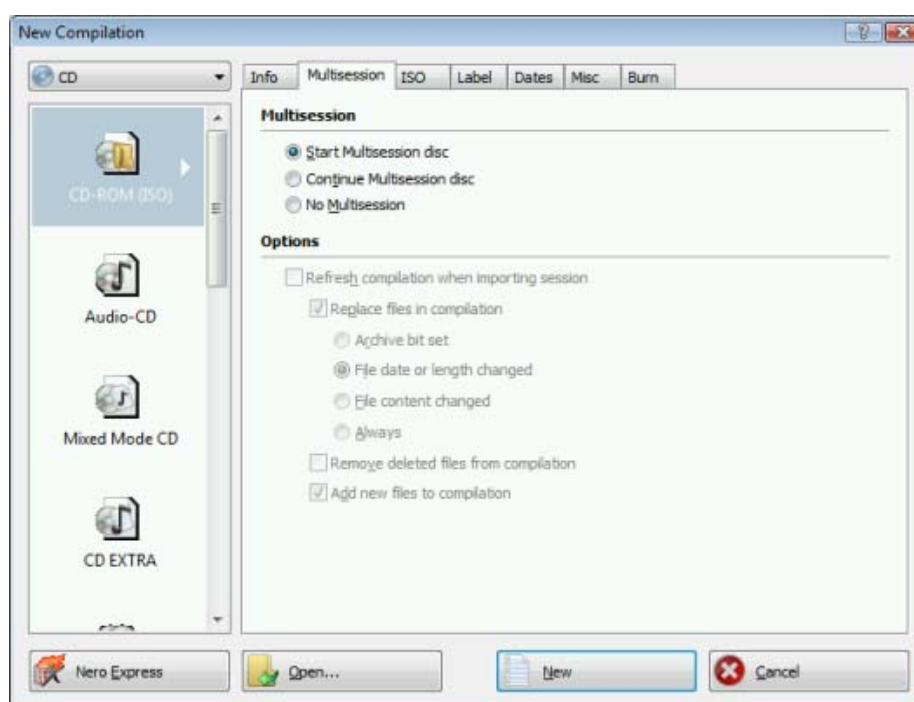 New Compilation
CD
Info Multisession ISO Label Dates Misc Burn
CD-ROM (ISO)
Audio-CD
Mixed Mode CD
CD EXTRA
Multisession
Start Multisession disc
Continue Multisession disc
No Multisession
Options
Refresh compilation when importing session
Replace files in compilation
Archive bit set
File date or length changed
File content changed
Always
Remove deleted files from compilation
Add new files to compilation
Nero Express Open... New Cancel